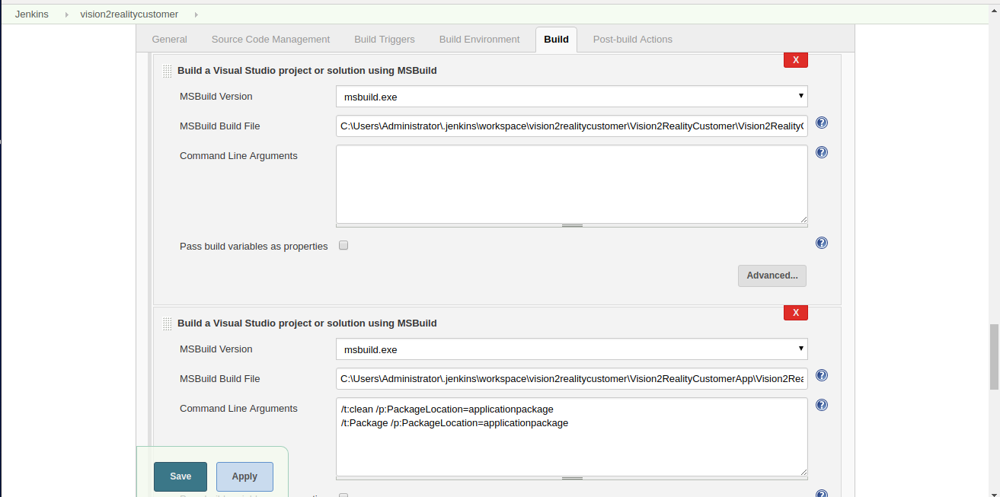 Jenkins vision2realitycustomer
General Source Code Management Build Triggers Build Environment Build Post-build Actions
X
Build a Visual Studio project or solution using MSBuild
MSBuild Version msbuild.exe
MSBuild Build File C:\Users\Administrator\.jenkins\workspace\vision2realitycustomer\Vision2RealityCustomer\Vision2RealityC
Command Line Arguments
Pass build variables as properties
Advanced...
X
Build a Visual Studio project or solution using MSBuild
MSBuild Version msbuild.exe
MSBuild Build File C:\Users\Administrator\.jenkins\workspace\vision2realitycustomer\Vision2RealityCustomerApp\Vision2Rea
Command Line Arguments /t:clean /p:PackageLocation=applicationpackage
/t:Package /p:PackageLocation=applicationpackage
Save Apply